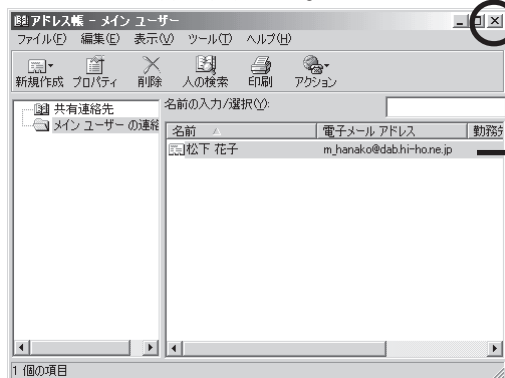 アドレス帳 - メイン ユーザー
ファイル(F) 編集(E) 表示(V) ツール(T) ヘルプ(H)
新規作成 プロパティ 削除 人の検索 印刷 アクション
共有連絡先
メイン ユーザー の連絡
名前の入力/選択(Y):
名前 電子メール アドレス 勤務先
松下 花子 m_hanako@dab.hi-ho.ne.jp
1 個の項目